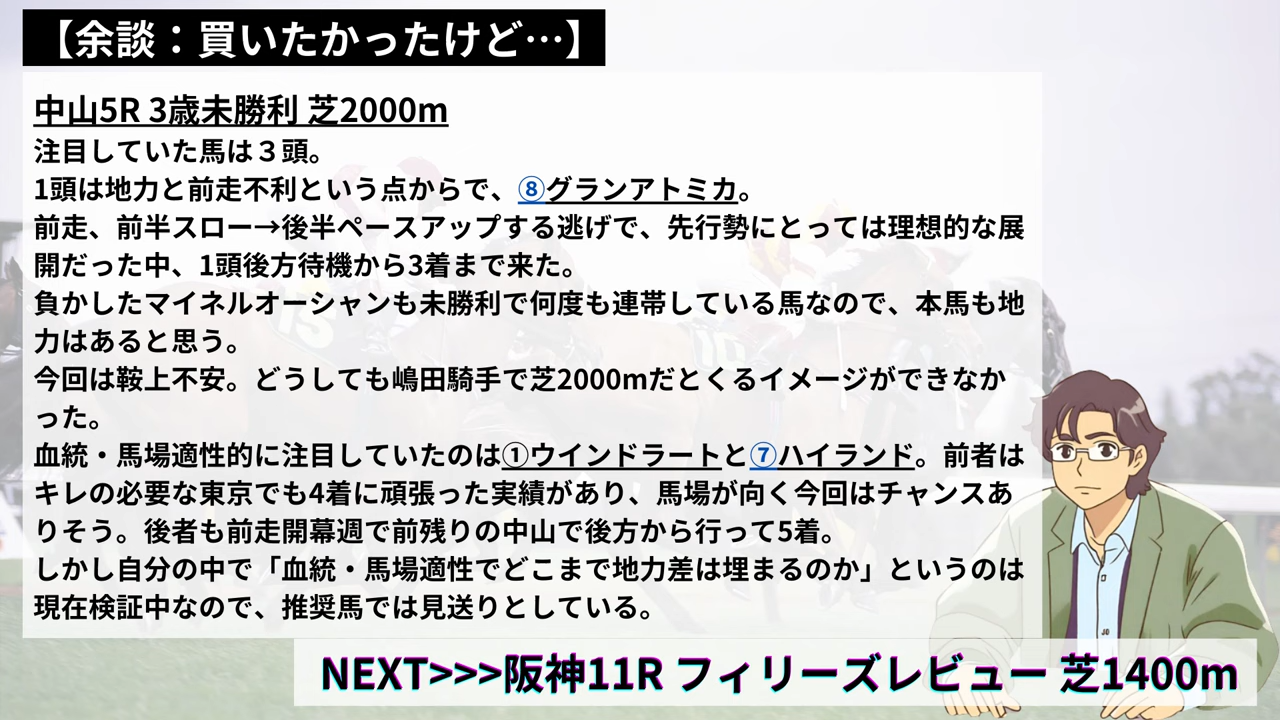 【余談：買いたかったけど…】
中山5R 3歳未勝利 芝2000m
注目していた馬は３頭。
1頭は地力と前走不利という点からで、⑧グランアトミカ。
前走、前半スロー→後半ペースアップする逃げで、先行勢にとっては理想的な展
開だった中、1頭後方待機から3着まで来た。
負かしたマイネルオーシャンも未勝利で何度も連帯している馬なので、本馬も地
力はあると思う。
今回は鞍上不安。どうしても嶋田騎手で芝2000mだとくるイメージができなか
った。
血統・馬場適性的に注目していたのは①ウインドラートと⑦ハイランド。前者は
キレの必要な東京でも4着に頑張った実績があり、馬場が向く今回はチャンスあ
りそう。後者も前走開幕週で前残りの中山で後方から行って5着。
しかし自分の中で「血統・馬場適性でどこまで地力差は埋まるのか」というのは
現在検証中なので、推奨馬では見送りとしている。
NEXT>>>阪神11R フィリーズレビュー 芝1400m